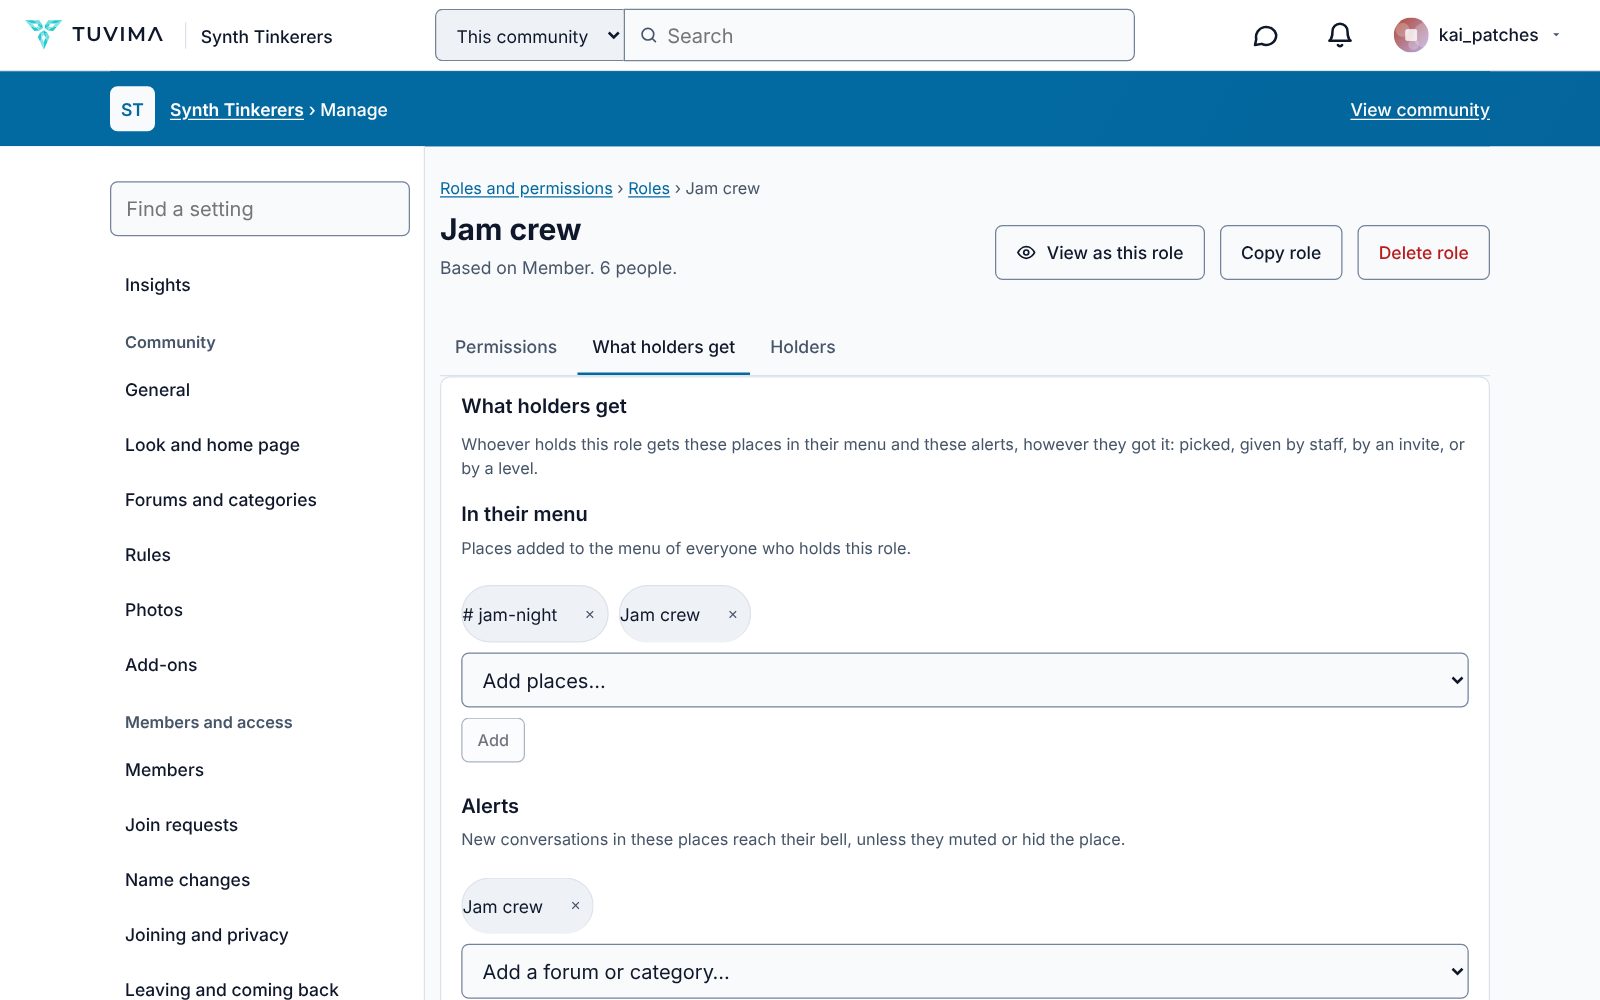 TUVIMA
Synth Tinkerers
This community
Search
kai_patches
ST
Synth Tinkerers › Manage
View community
Find a setting
Insights
Community
General
Look and home page
Forums and categories
Rules
Photos
Add-ons
Members and access
Members
Join requests
Name changes
Joining and privacy
Leaving and coming back
Roles and permissions › Roles › Jam crew
Jam crew
Based on Member. 6 people.
View as this role
Copy role
Delete role
Permissions
What holders get
Holders
What holders get
Whoever holds this role gets these places in their menu and these alerts, however they got it: picked, given by staff, by an invite, or
by a level.
In their menu
Places added to the menu of everyone who holds this role.
# jam-night ×
Jam crew ×
Add places...
Add
Alerts
New conversations in these places reach their bell, unless they muted or hid the place.
Jam crew ×
Add a forum or category...